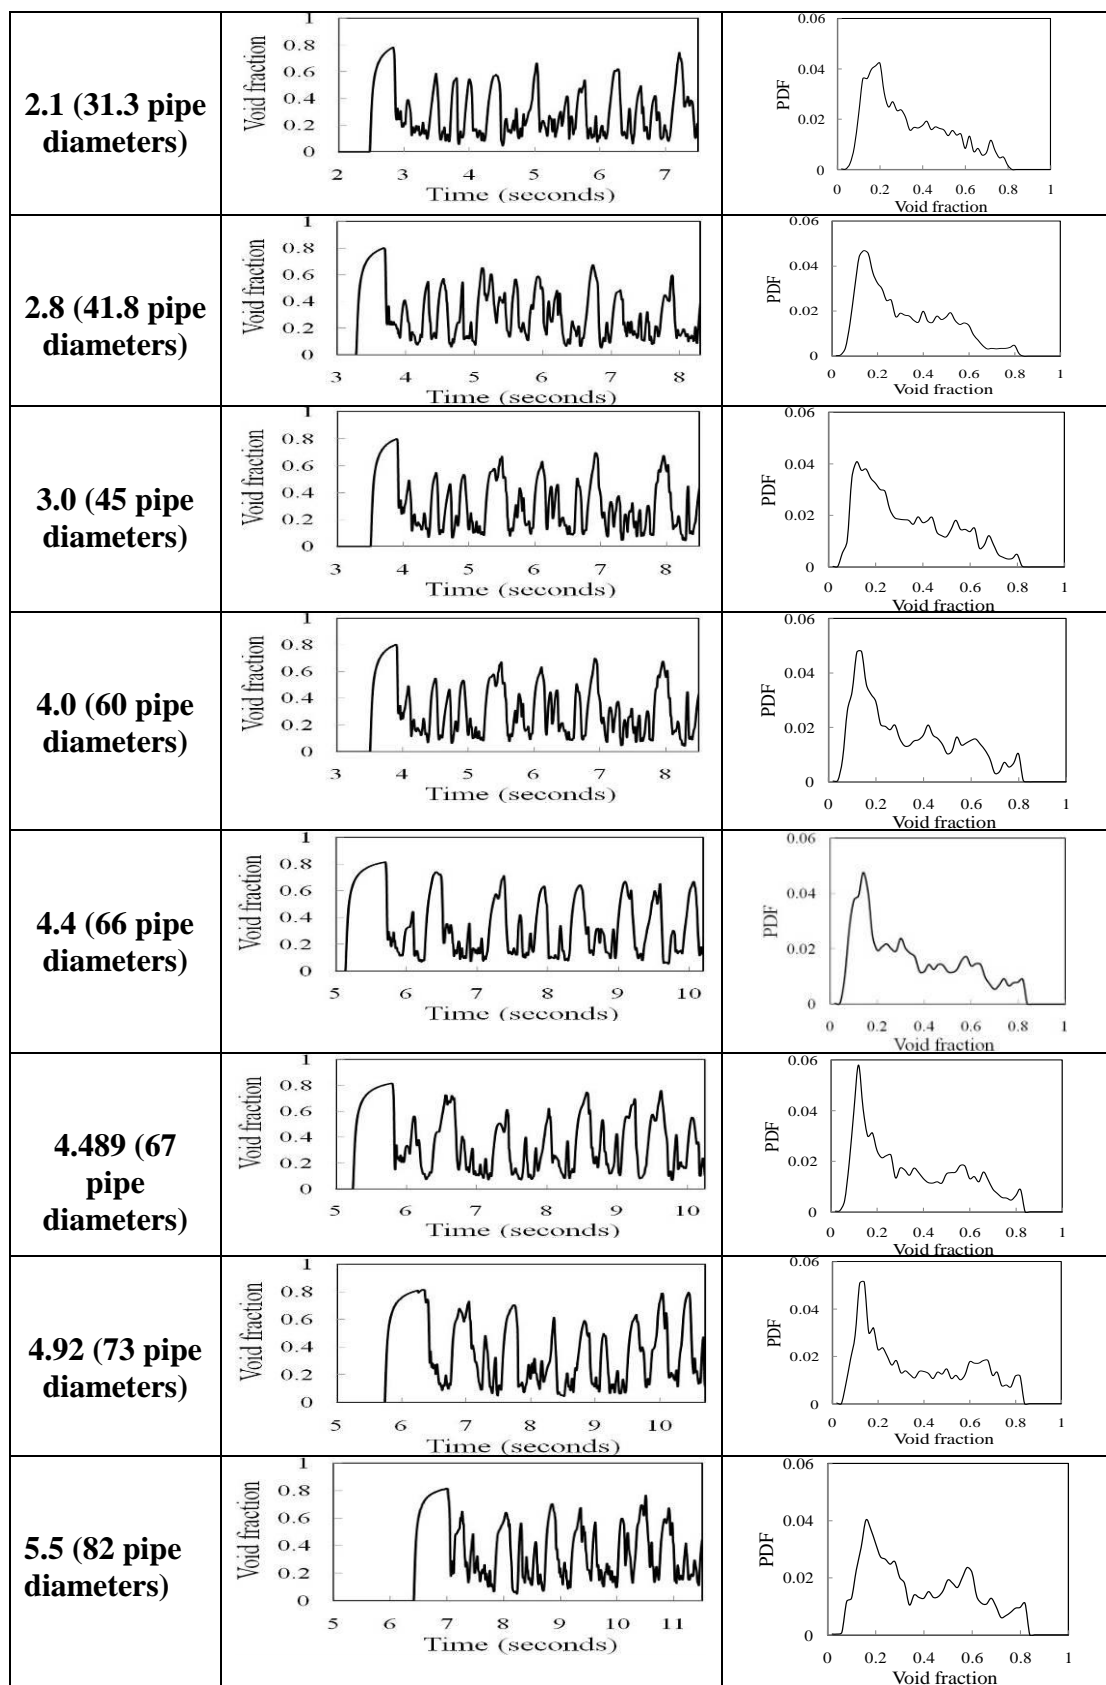 2.1 (31.3 pipe
diameters)
Void fraction
1
0.8
0.6
0.4
0.2
0
2 3 4 5 6 7
Time (seconds)
PDF
0.06
0.04
0.02
0
0 0.2 0.4 0.6 0.8 1
Void fraction
2.8 (41.8 pipe
diameters)
Void fraction
1
0.8
0.6
0.4
0.2
0
3 4 5 6 7 8
Time (seconds)
PDF
0.06
0.04
0.02
0
0 0.2 0.4 0.6 0.8 1
Void fraction
3.0 (45 pipe
diameters)
Void fraction
1
0.8
0.6
0.4
0.2
0
3 4 5 6 7 8
Time (seconds)
PDF
0.06
0.04
0.02
0
0 0.2 0.4 0.6 0.8 1
Void fraction
4.0 (60 pipe
diameters)
Void fraction
1
0.8
0.6
0.4
0.2
0
3 4 5 6 7 8
Time (seconds)
PDF
0.06
0.04
0.02
0
0 0.2 0.4 0.6 0.8 1
Void fraction
4.4 (66 pipe
diameters)
Void fraction
1
0.8
0.6
0.4
0.2
0
5 6 7 8 9 10
Time (seconds)
PDF
0.06
0.04
0.02
0
0 0.2 0.4 0.6 0.8 1
Void fraction
4.489 (67
pipe
diameters)
Void fraction
1
0.8
0.6
0.4
0.2
0
5 6 7 8 9 10
Time (seconds)
PDF
0.06
0.04
0.02
0
0 0.2 0.4 0.6 0.8 1
Void fraction
4.92 (73 pipe
diameters)
Void fraction
1
0.8
0.6
0.4
0.2
0
5 6 7 8 9 10
Time (seconds)
PDF
0.06
0.04
0.02
0
0 0.2 0.4 0.6 0.8 1
Void fraction
5.5 (82 pipe
diameters)
Void fraction
1
0.8
0.6
0.4
0.2
0
5 6 7 8 9 10 11
Time (seconds)
PDF
0.06
0.04
0.02
0
0 0.2 0.4 0.6 0.8 1
Void fraction